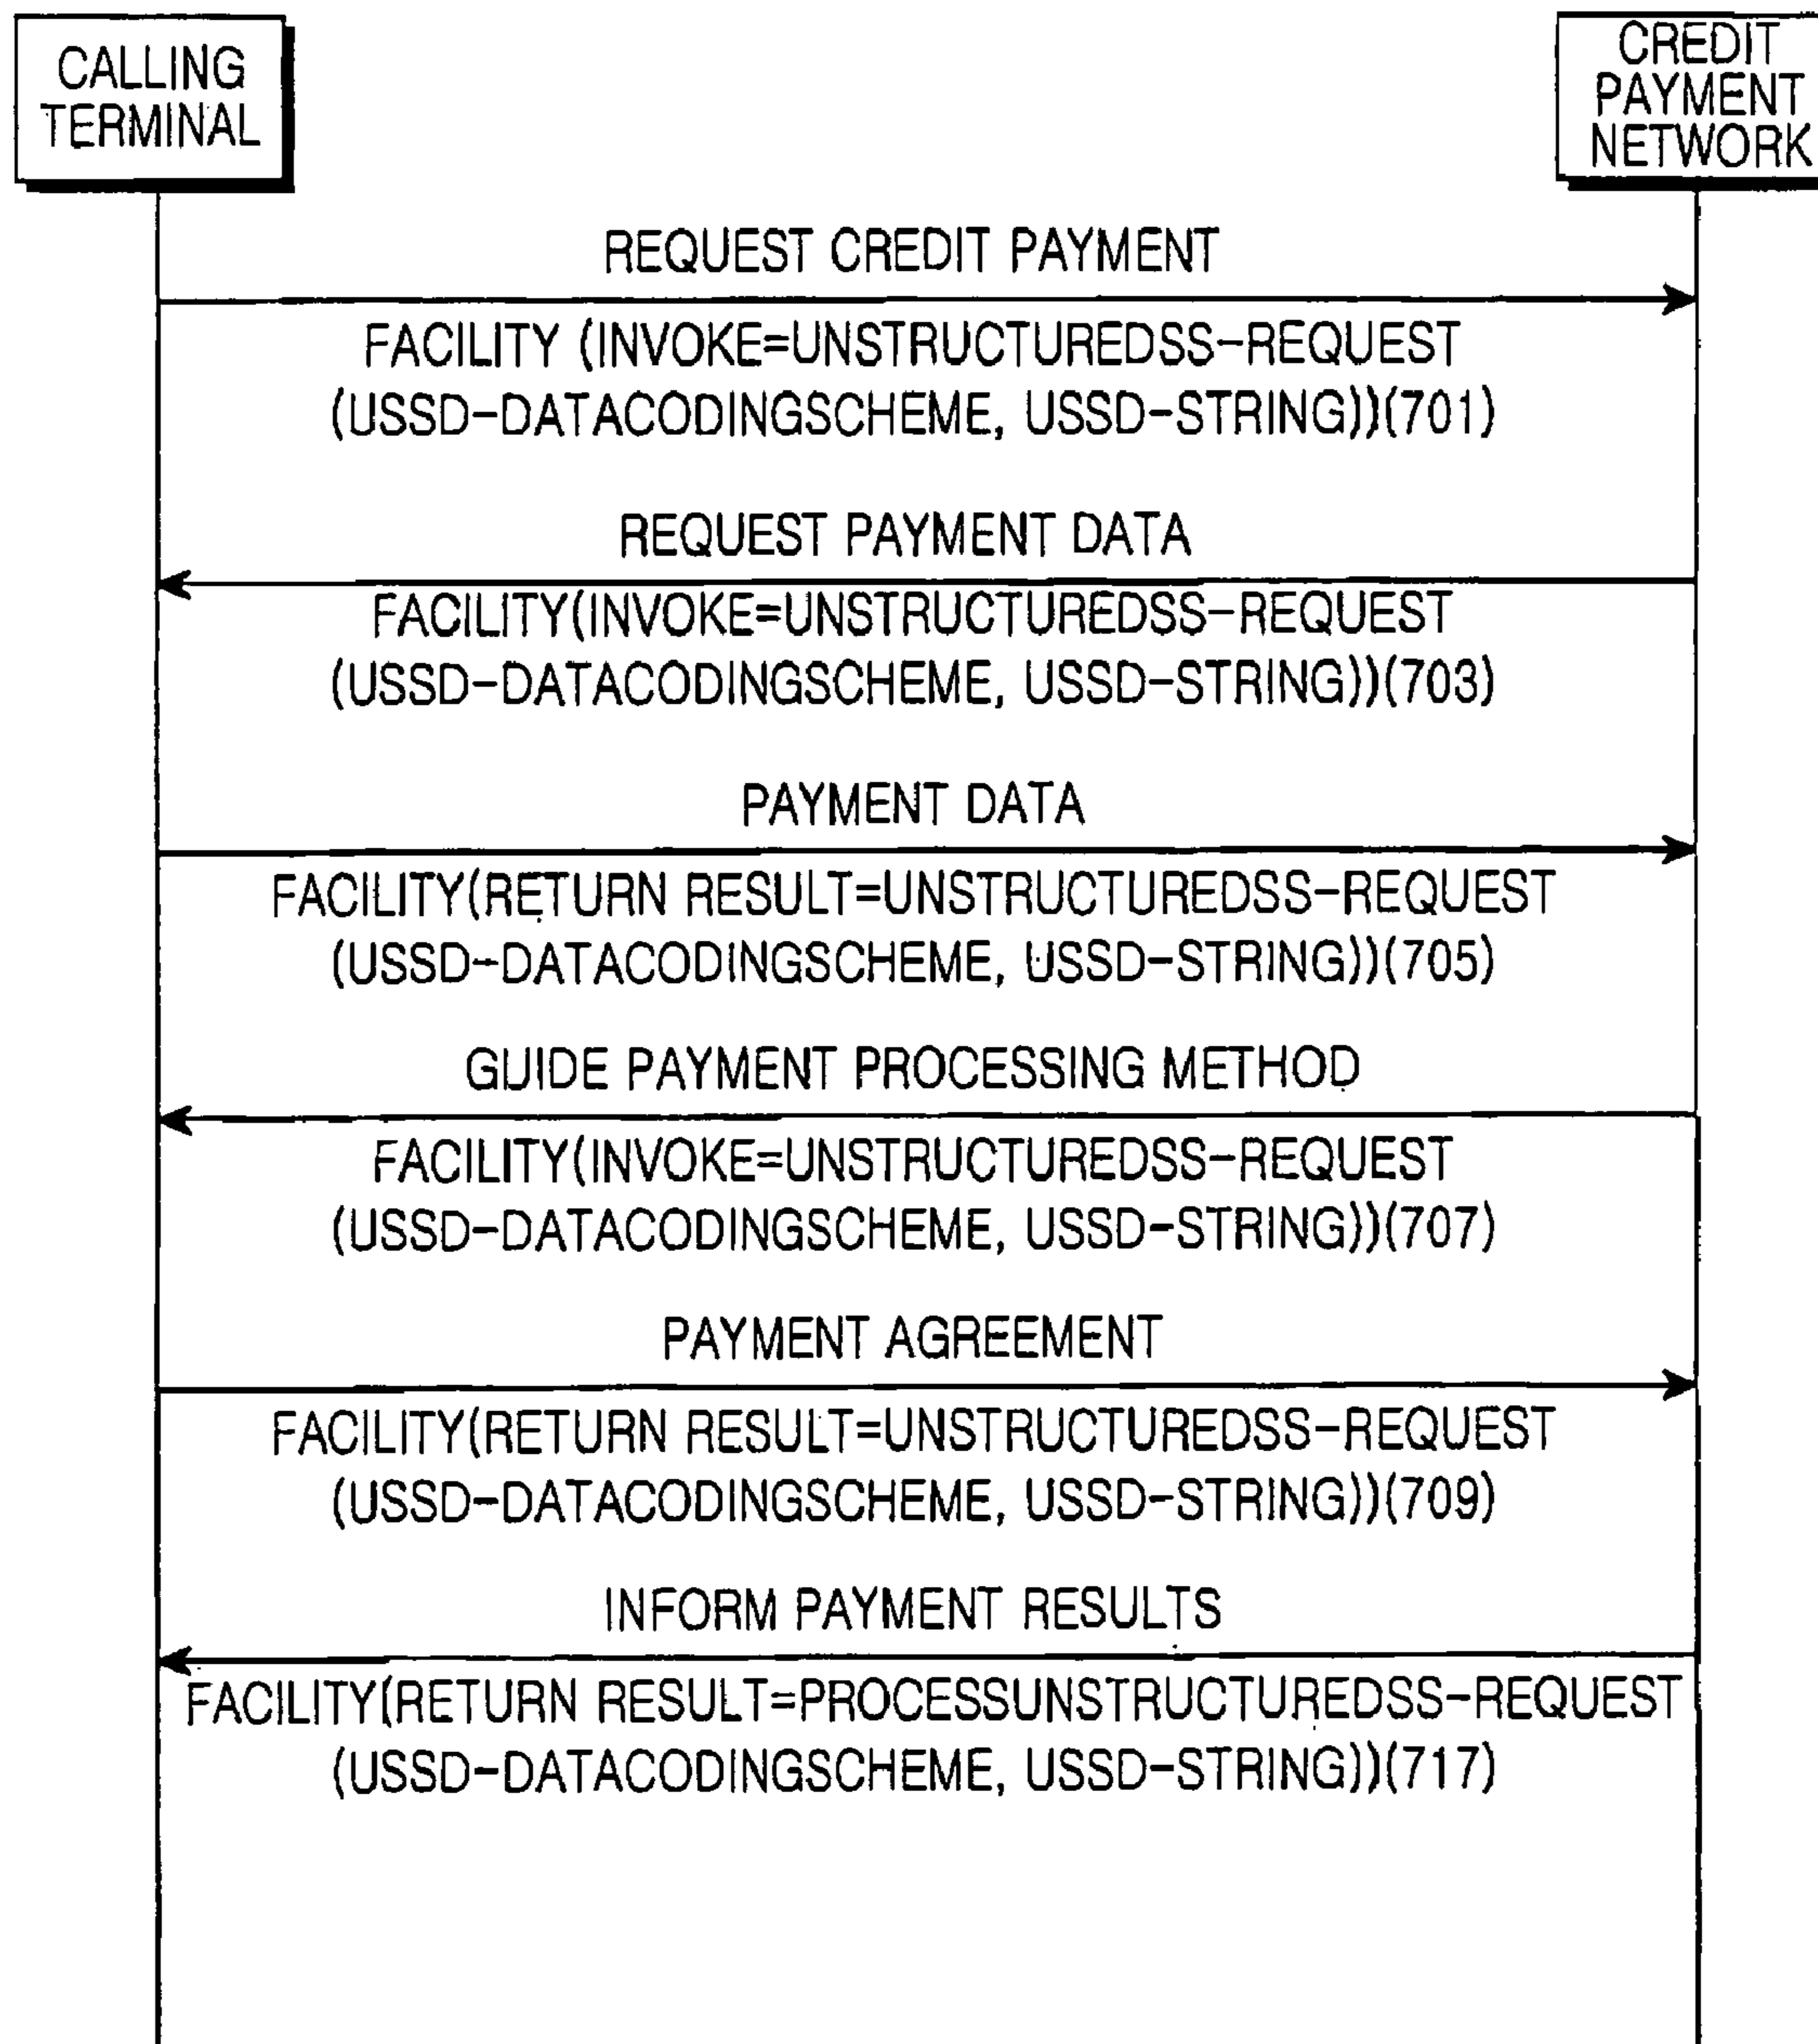 CALLING
TERMINAL
CREDIT
PAYMENT
NETWORK
REQUEST CREDIT PAYMENT
FACILITY (INVOKE=UNSTRUCTUREDSS-REQUEST
(USSD-DATACODINGSCHEME, USSD-STRING))(701)
REQUEST PAYMENT DATA
FACILITY(INVOKE=UNSTRUCTUREDSS-REQUEST
(USSD-DATACODINGSCHEME, USSD-STRING))(703)
PAYMENT DATA
FACILITY(RETURN RESULT=UNSTRUCTUREDSS-REQUEST
(USSD-DATACODINGSCHEME, USSD-STRING))(705)
GUIDE PAYMENT PROCESSING METHOD
FACILITY(INVOKE=UNSTRUCTUREDSS-REQUEST
(USSD-DATACODINGSCHEME, USSD-STRING))(707)
PAYMENT AGREEMENT
FACILITY(RETURN RESULT=UNSTRUCTUREDSS-REQUEST
(USSD-DATACODINGSCHEME, USSD-STRING))(709)
INFORM PAYMENT RESULTS
FACILITY(RETURN RESULT=PROCESSUNSTRUCTUREDSS-REQUEST
(USSD-DATACODINGSCHEME, USSD-STRING))(717)